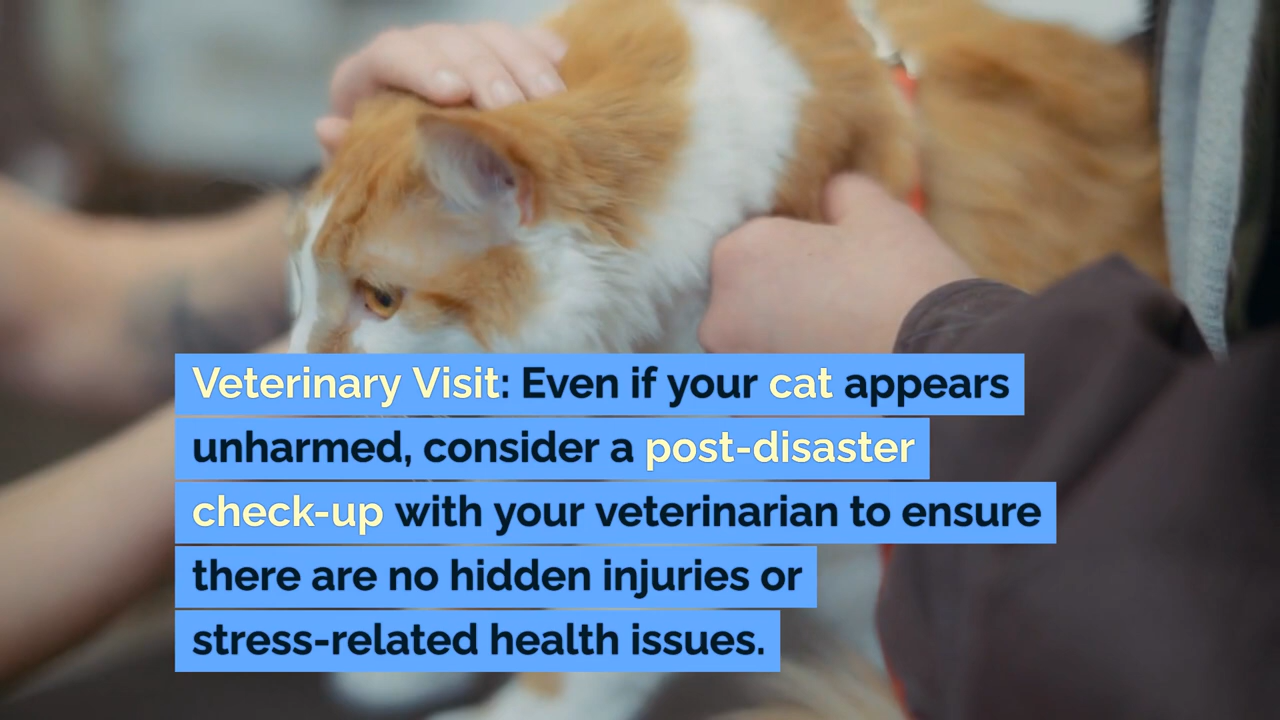 Veterinary Visit: Even if your cat appears
unharmed, consider a post-disaster
check-up with your veterinarian to ensure
there are no hidden injuries or
stress-related health issues.